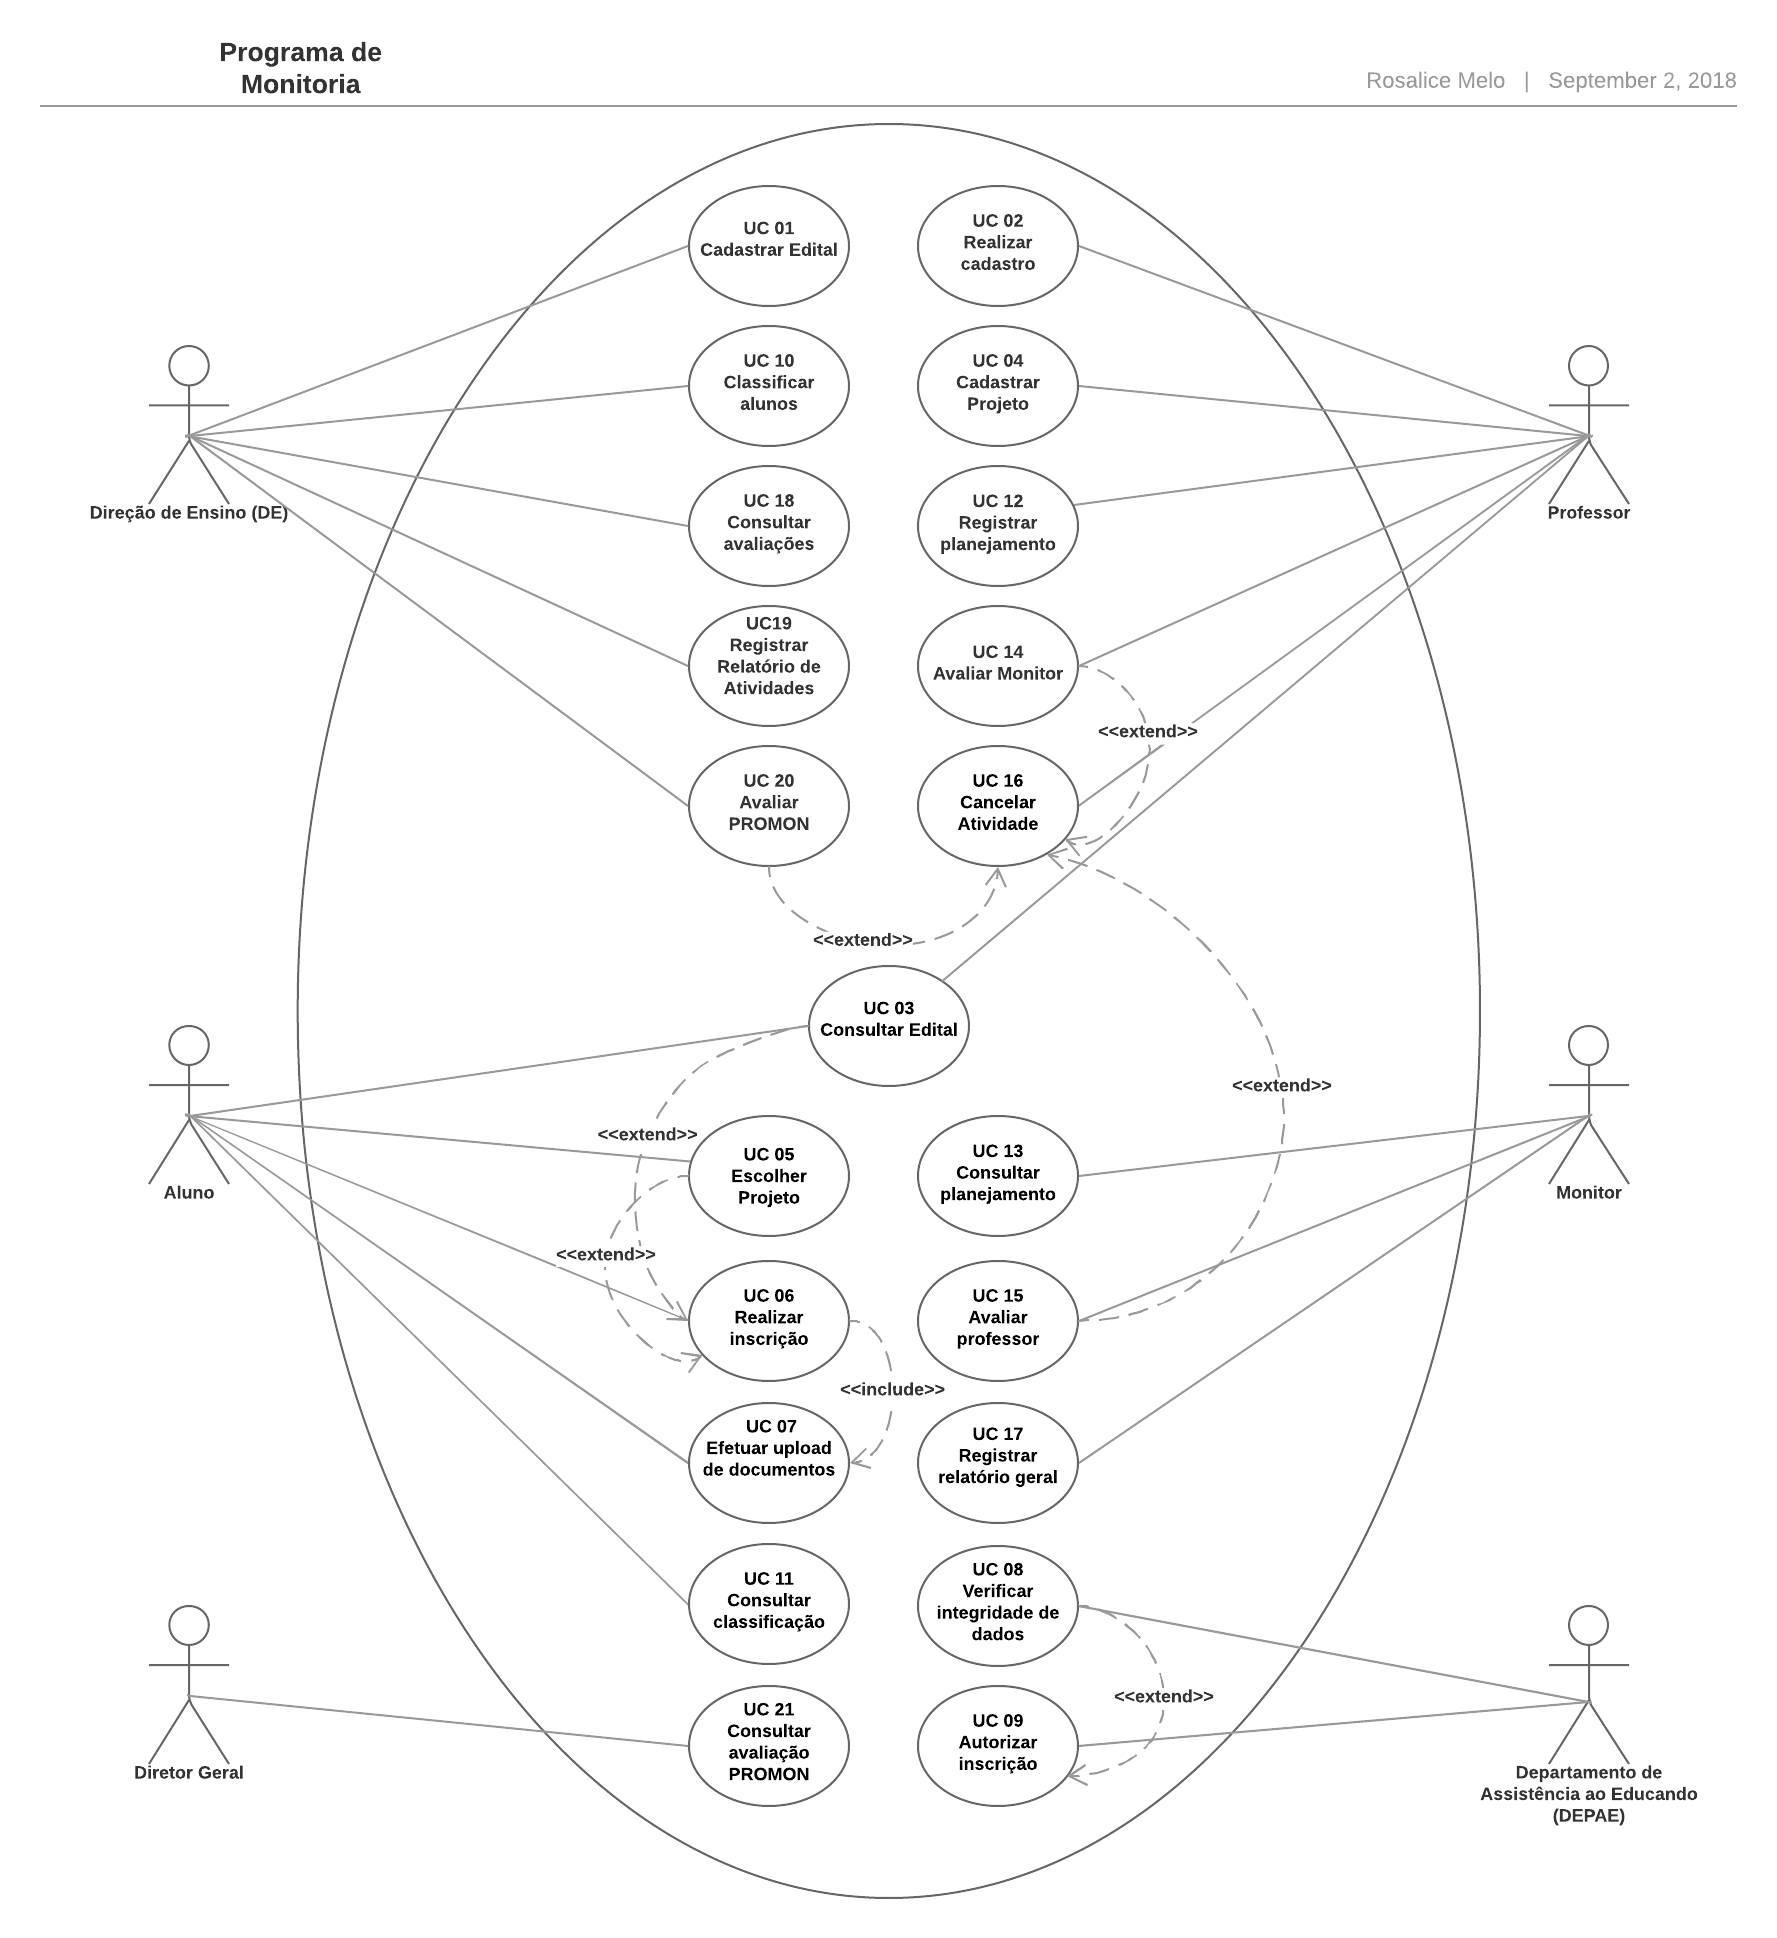 Programa de
Monitoria
Rosalice Melo | September 2, 2018
UC 01
Cadastrar Edital
UC 02
Realizar
cadastro
UC 10
Classificar
alunos
UC 04
Cadastrar
Projeto
Direção de Ensino (DE)
UC 18
Consultar
avaliações
UC 12
Registrar
planejamento
Professor
UC19
Registrar
Relatório de
Atividades
UC 14
Avaliar Monitor
<<extend>>
UC 20
Avaliar
PROMON
UC 16
Cancelar
Atividade
<<extend>>
UC 03
Consultar Edital
<<extend>>
<<extend>>
UC 05
Escolher
Projeto
UC 13
Consultar
planejamento
Aluno
Monitor
<<extend>>
UC 06
Realizar
inscrição
UC 15
Avaliar
professor
<<include>>
UC 07
Efetuar upload
de documentos
UC 17
Registrar
relatório geral
UC 11
Consultar
classificação
UC 08
Verificar
integridade de
dados
<<extend>>
UC 21
Consultar
avaliação
PROMON
UC 09
Autorizar
inscrição
Diretor Geral
Departamento de
Assistência ao Educando
(DEPAE)